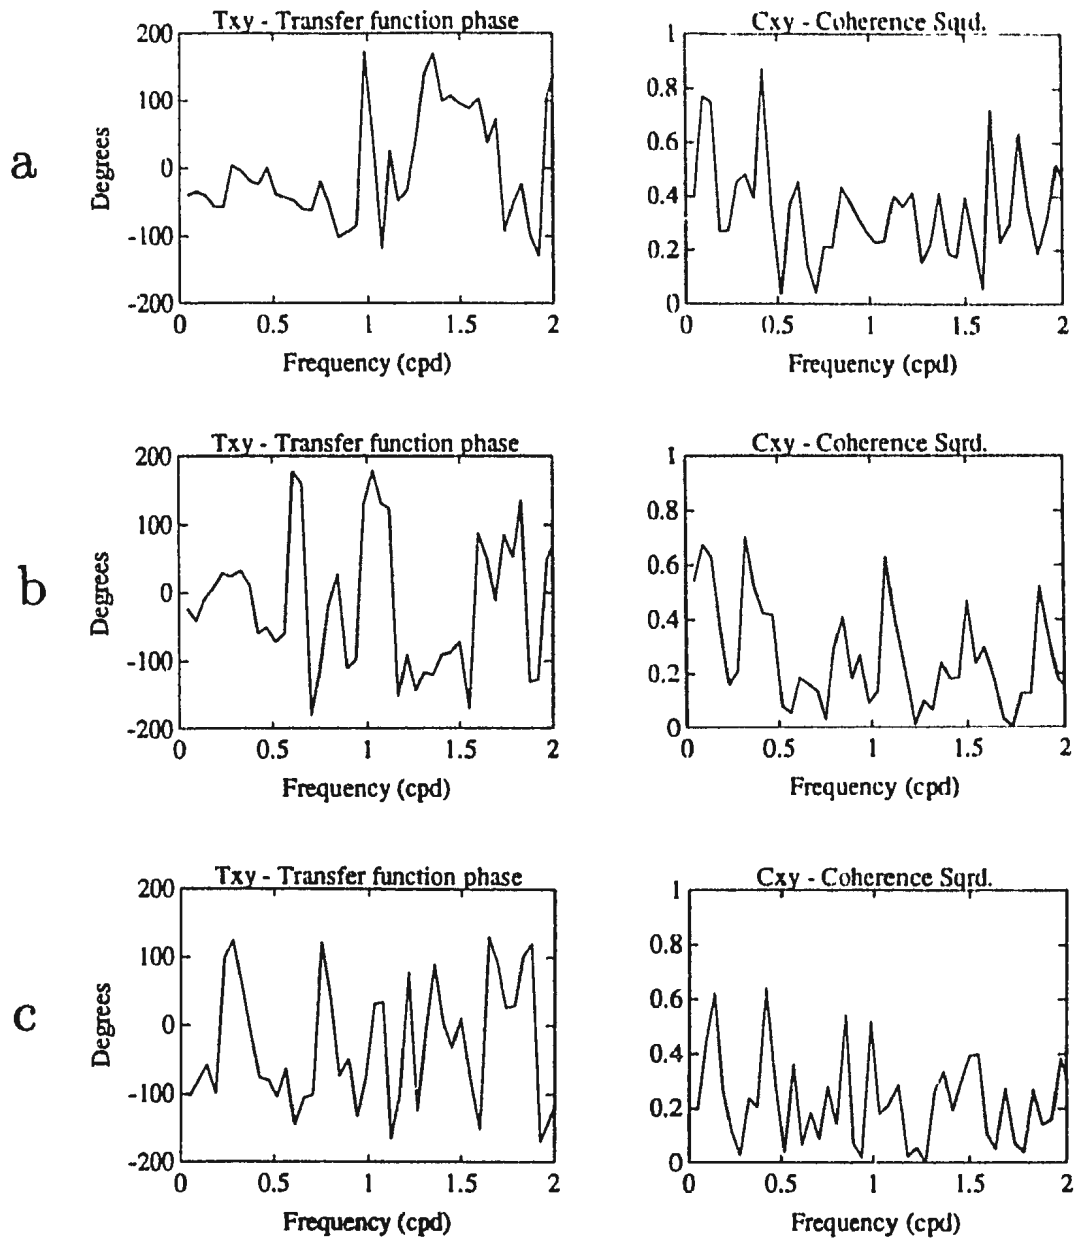 a
Txy - Transfer function phase
200
100
0
-100
-200
Degrees
0 0.5 1 1.5 2
Frequency (cpd)
Cxy - Coherence Sqrd.
1
0.8
0.6
0.4
0.2
0
0 0.5 1 1.5 2
Frequency (cpd)
b
Txy - Transfer function phase
200
100
0
-100
-200
Degrees
0 0.5 1 1.5 2
Frequency (cpd)
Cxy - Coherence Sqrd.
1
0.8
0.6
0.4
0.2
0
0 0.5 1 1.5 2
Frequency (cpd)
c
Txy - Transfer function phase
200
100
0
-100
-200
Degrees
0 0.5 1 1.5 2
Frequency (cpd)
Cxy - Coherence Sqrd.
1
0.8
0.6
0.4
0.2
0
0 0.5 1 1.5 2
Frequency (cpd)